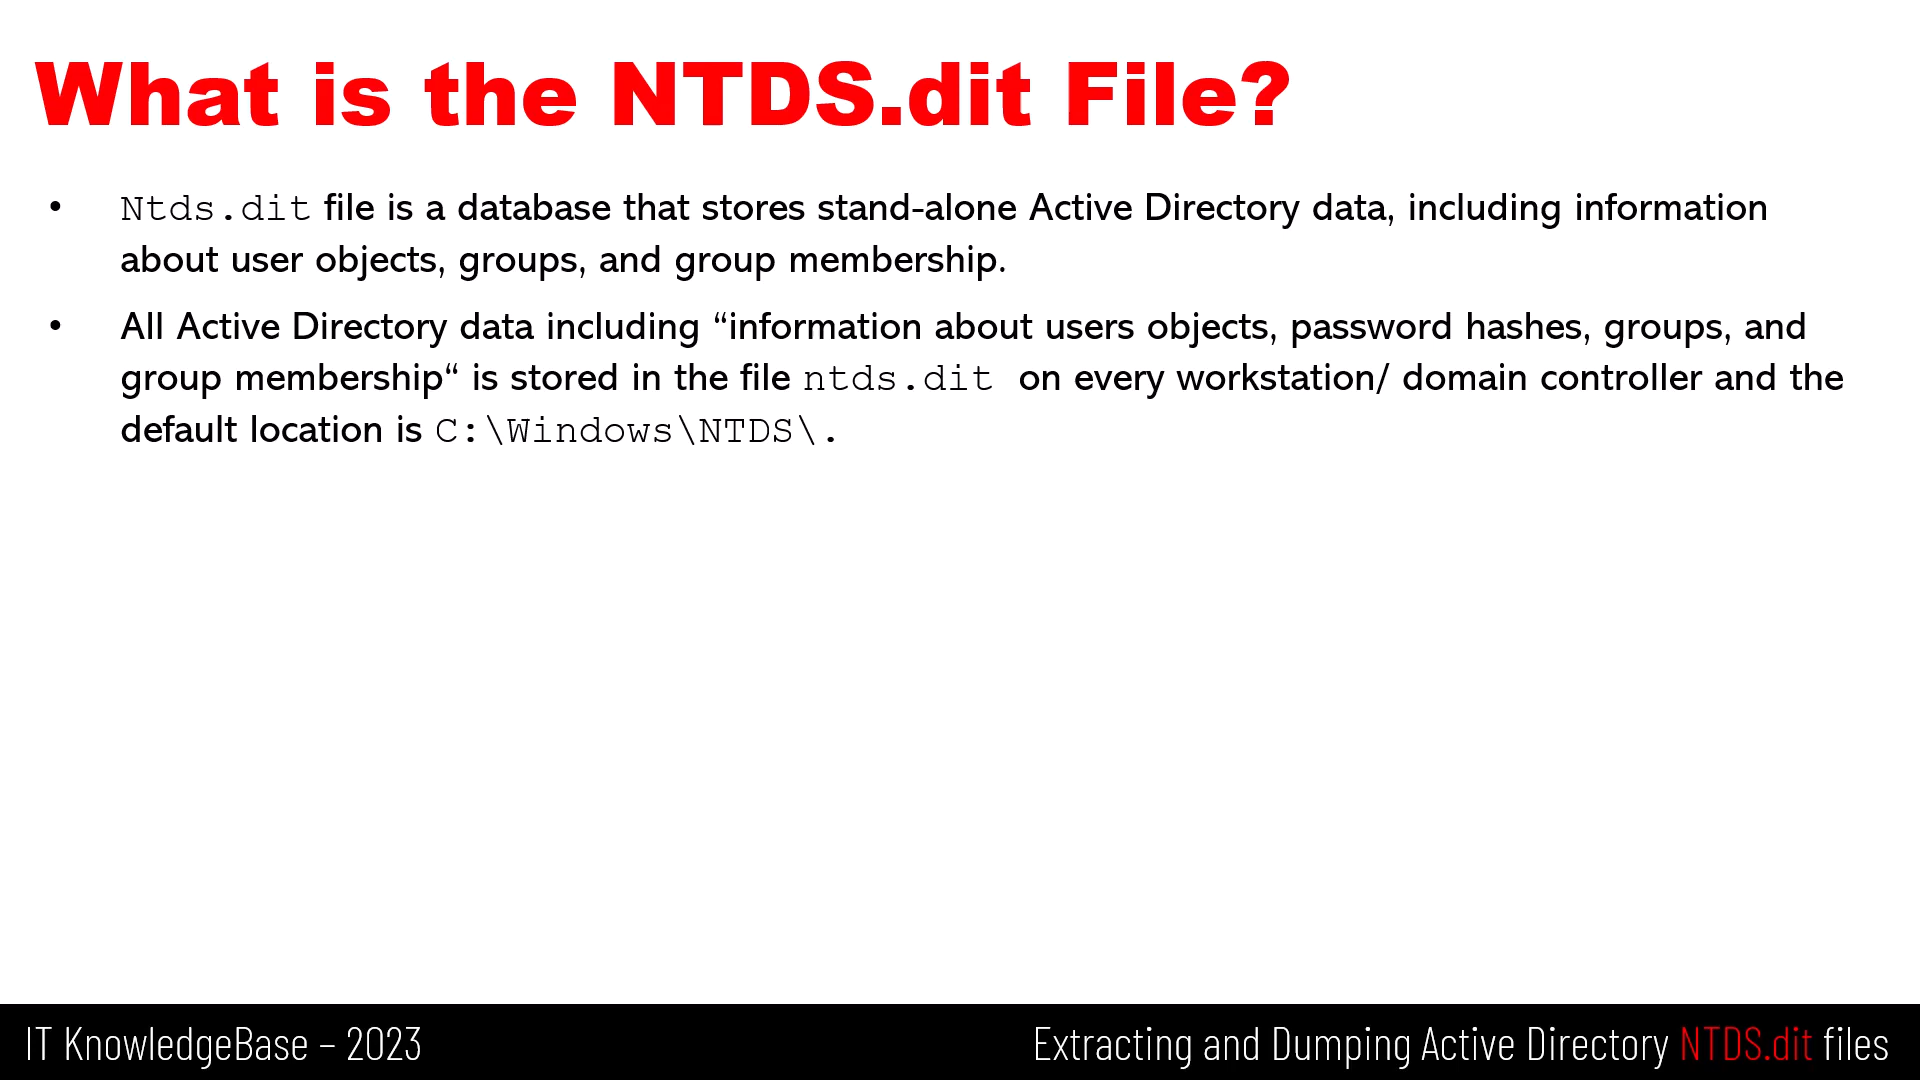 What is the NTDS.dit File?
• Ntds.dit file is a database that stores stand-alone Active Directory data, including information
about user objects, groups, and group membership.
• All Active Directory data including “information about users objects, password hashes, groups, and
group membership“ is stored in the file ntds.dit on every workstation/ domain controller and the
default location is C:\Windows\NTDS\.
IT KnowledgeBase – 2023
Extracting and Dumping Active Directory NTDS.dit files